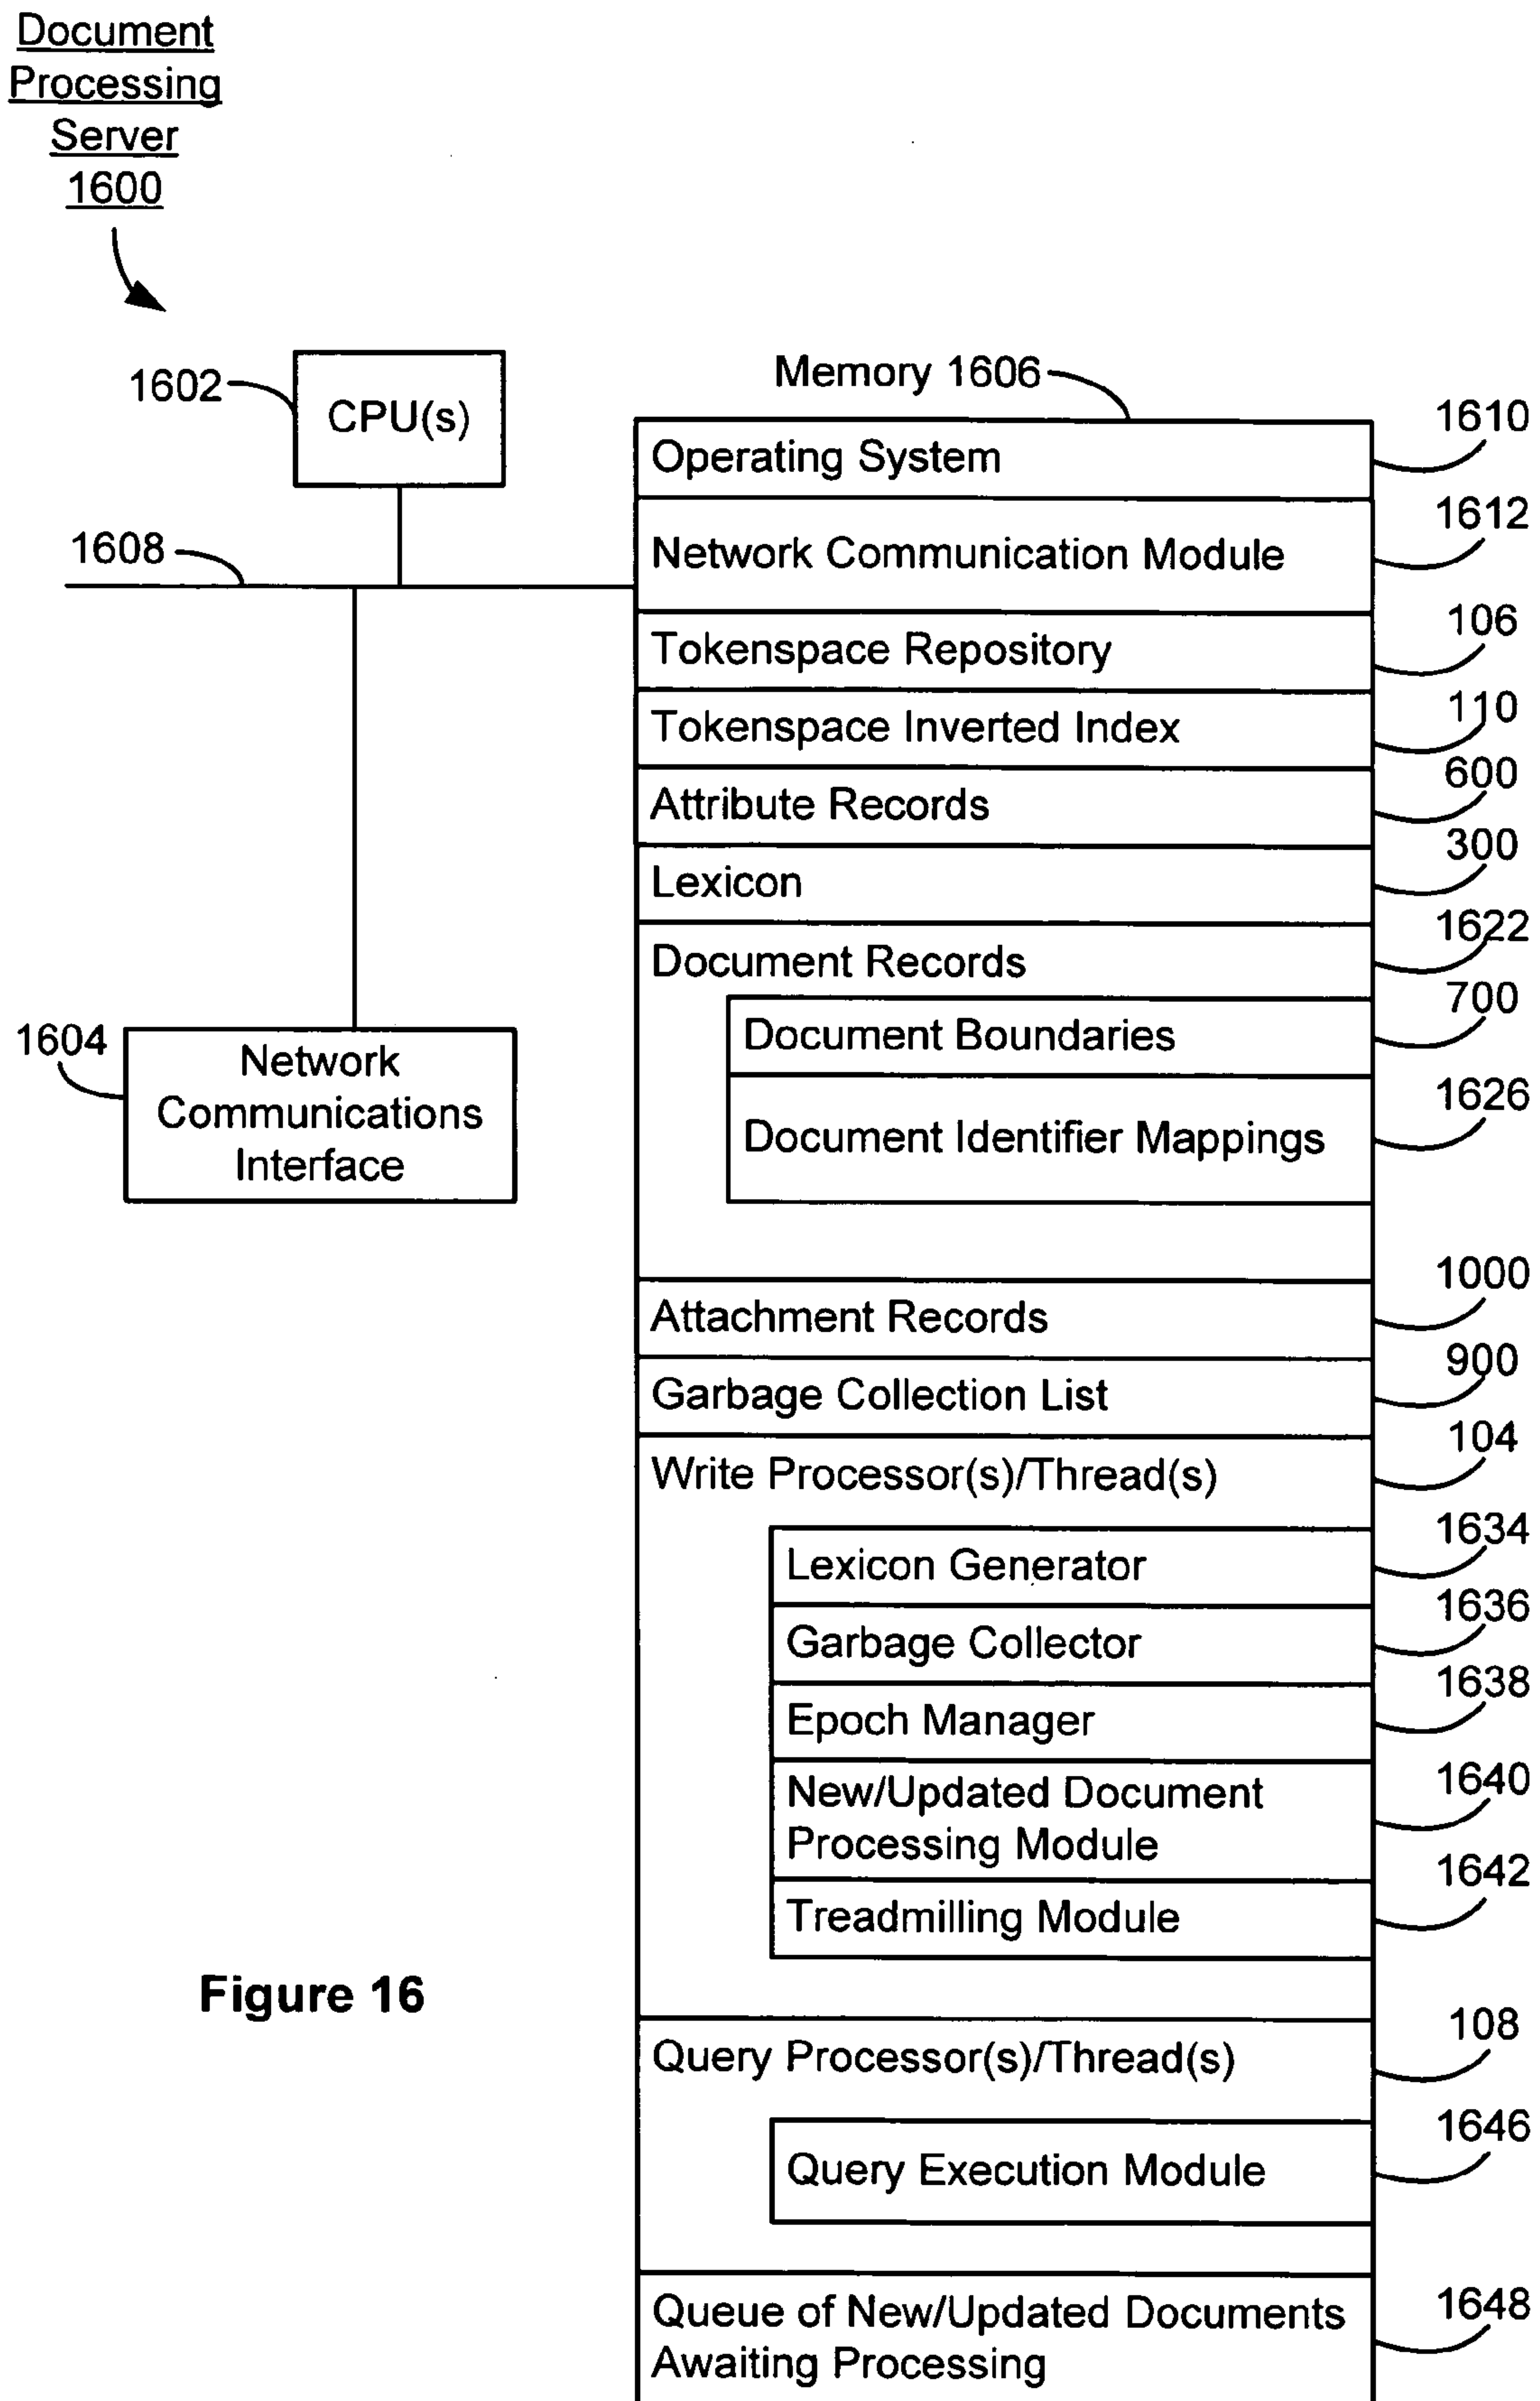 Document
Processing
Server
1600
1602
CPU(s)
Memory 1606
1608
1604
Network
Communications
Interface
Operating System
1610
Network Communication Module
1612
Tokenspace Repository
106
Tokenspace Inverted Index
110
Attribute Records
600
Lexicon
300
Document Records
1622
Document Boundaries
700
Document Identifier Mappings
1626
Attachment Records
1000
Garbage Collection List
900
Write Processor(s)/Thread(s)
104
Lexicon Generator
1634
Garbage Collector
1636
Epoch Manager
1638
New/Updated Document
Processing Module
1640
Treadmilling Module
1642
Figure 16
Query Processor(s)/Thread(s)
108
Query Execution Module
1646
Queue of New/Updated Documents
Awaiting Processing
1648